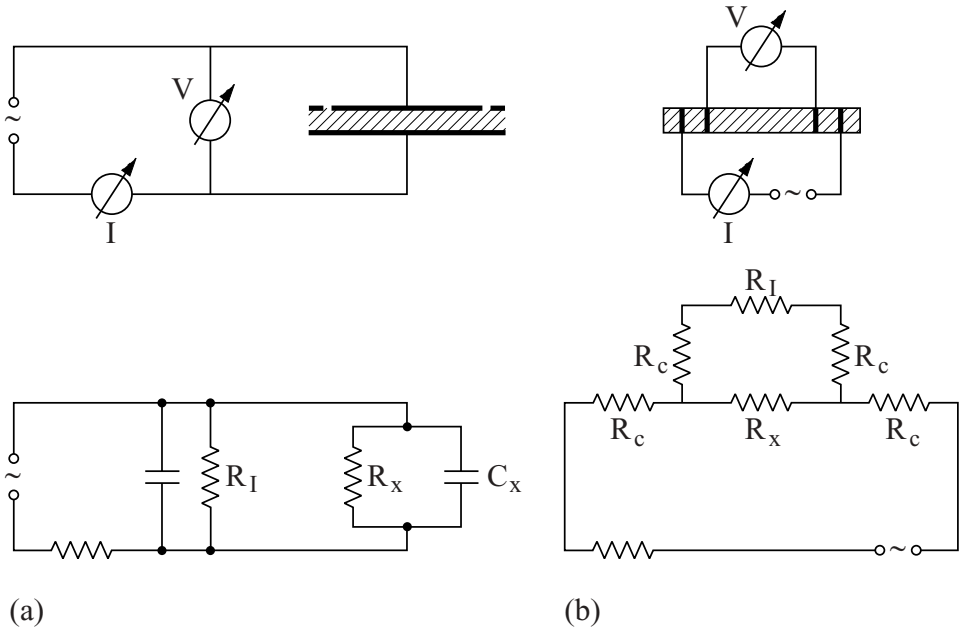 V
~
I
V
I
~
R_I
R_x
C_x
~
R_I
R_c
R_c
R_c
R_x
R_c
~
(a)
(b)